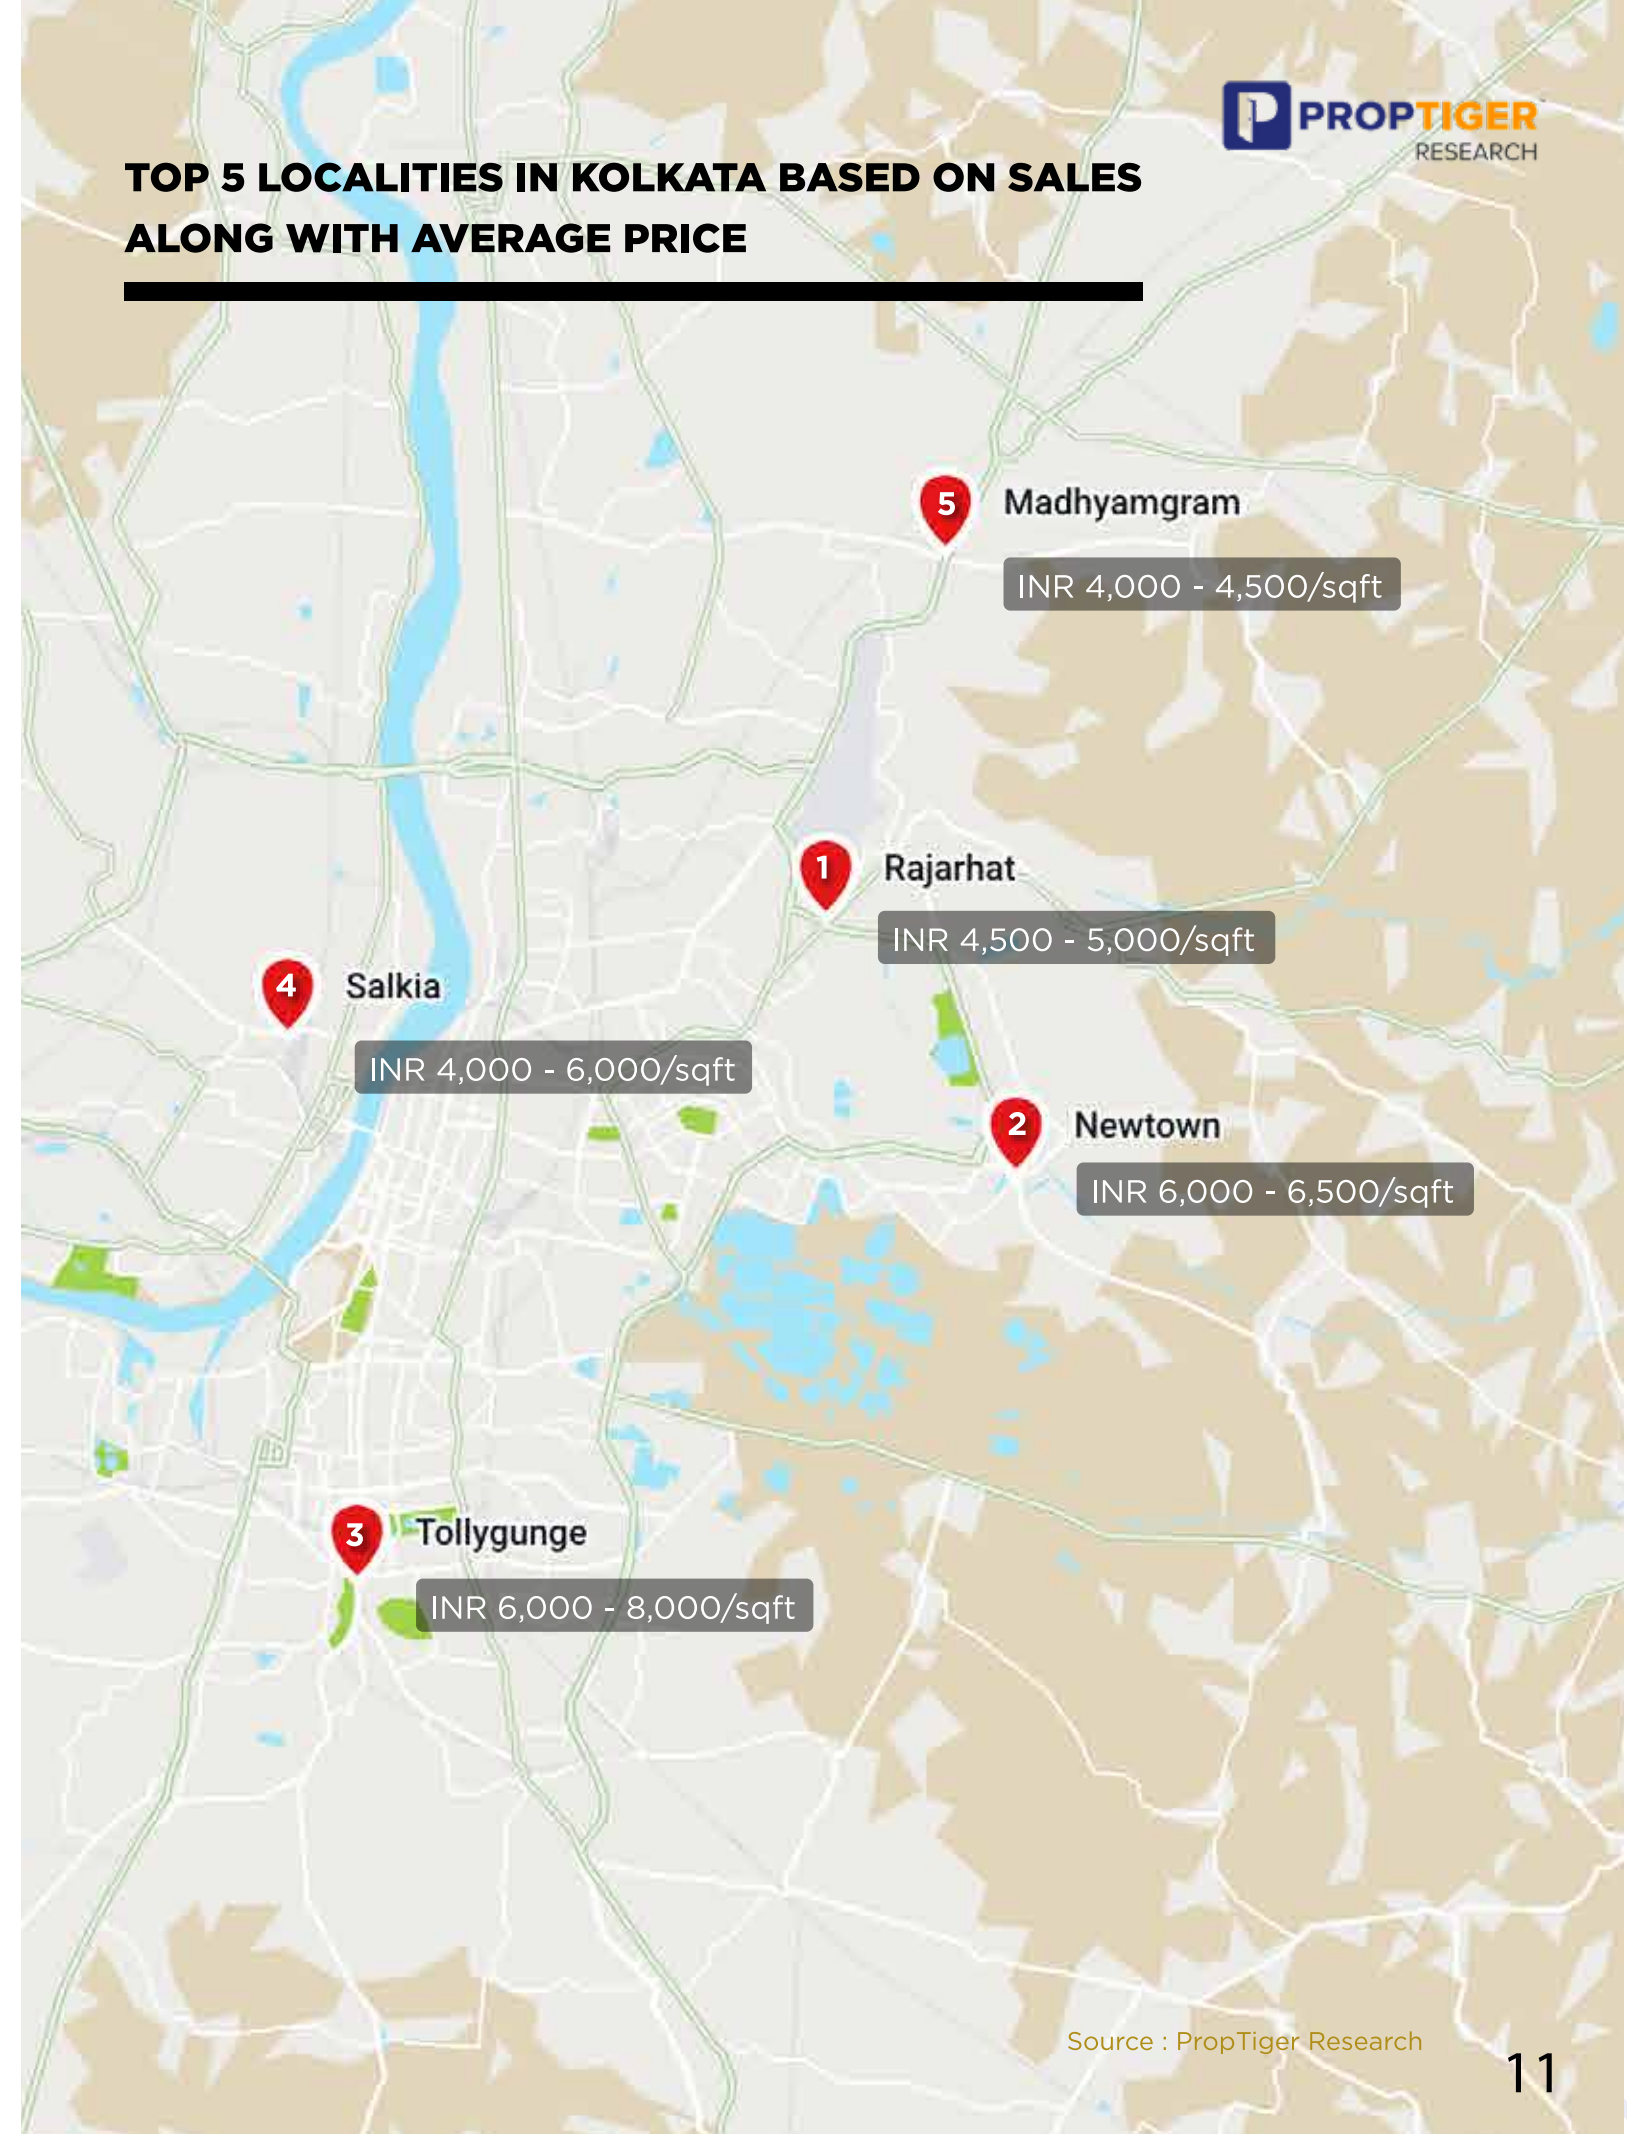 PROPTIGER
RESEARCH
TOP 5 LOCALITIES IN KOLKATA BASED ON SALES
ALONG WITH AVERAGE PRICE
5 Madhyamgram
INR 4,000 - 4,500/sqft
1 Rajarhat
INR 4,500 - 5,000/sqft
4 Salkia
INR 4,000 - 6,000/sqft
2 Newtown
INR 6,000 - 6,500/sqft
3 Tollygunge
INR 6,000 - 8,000/sqft
Source : PropTiger Research
11